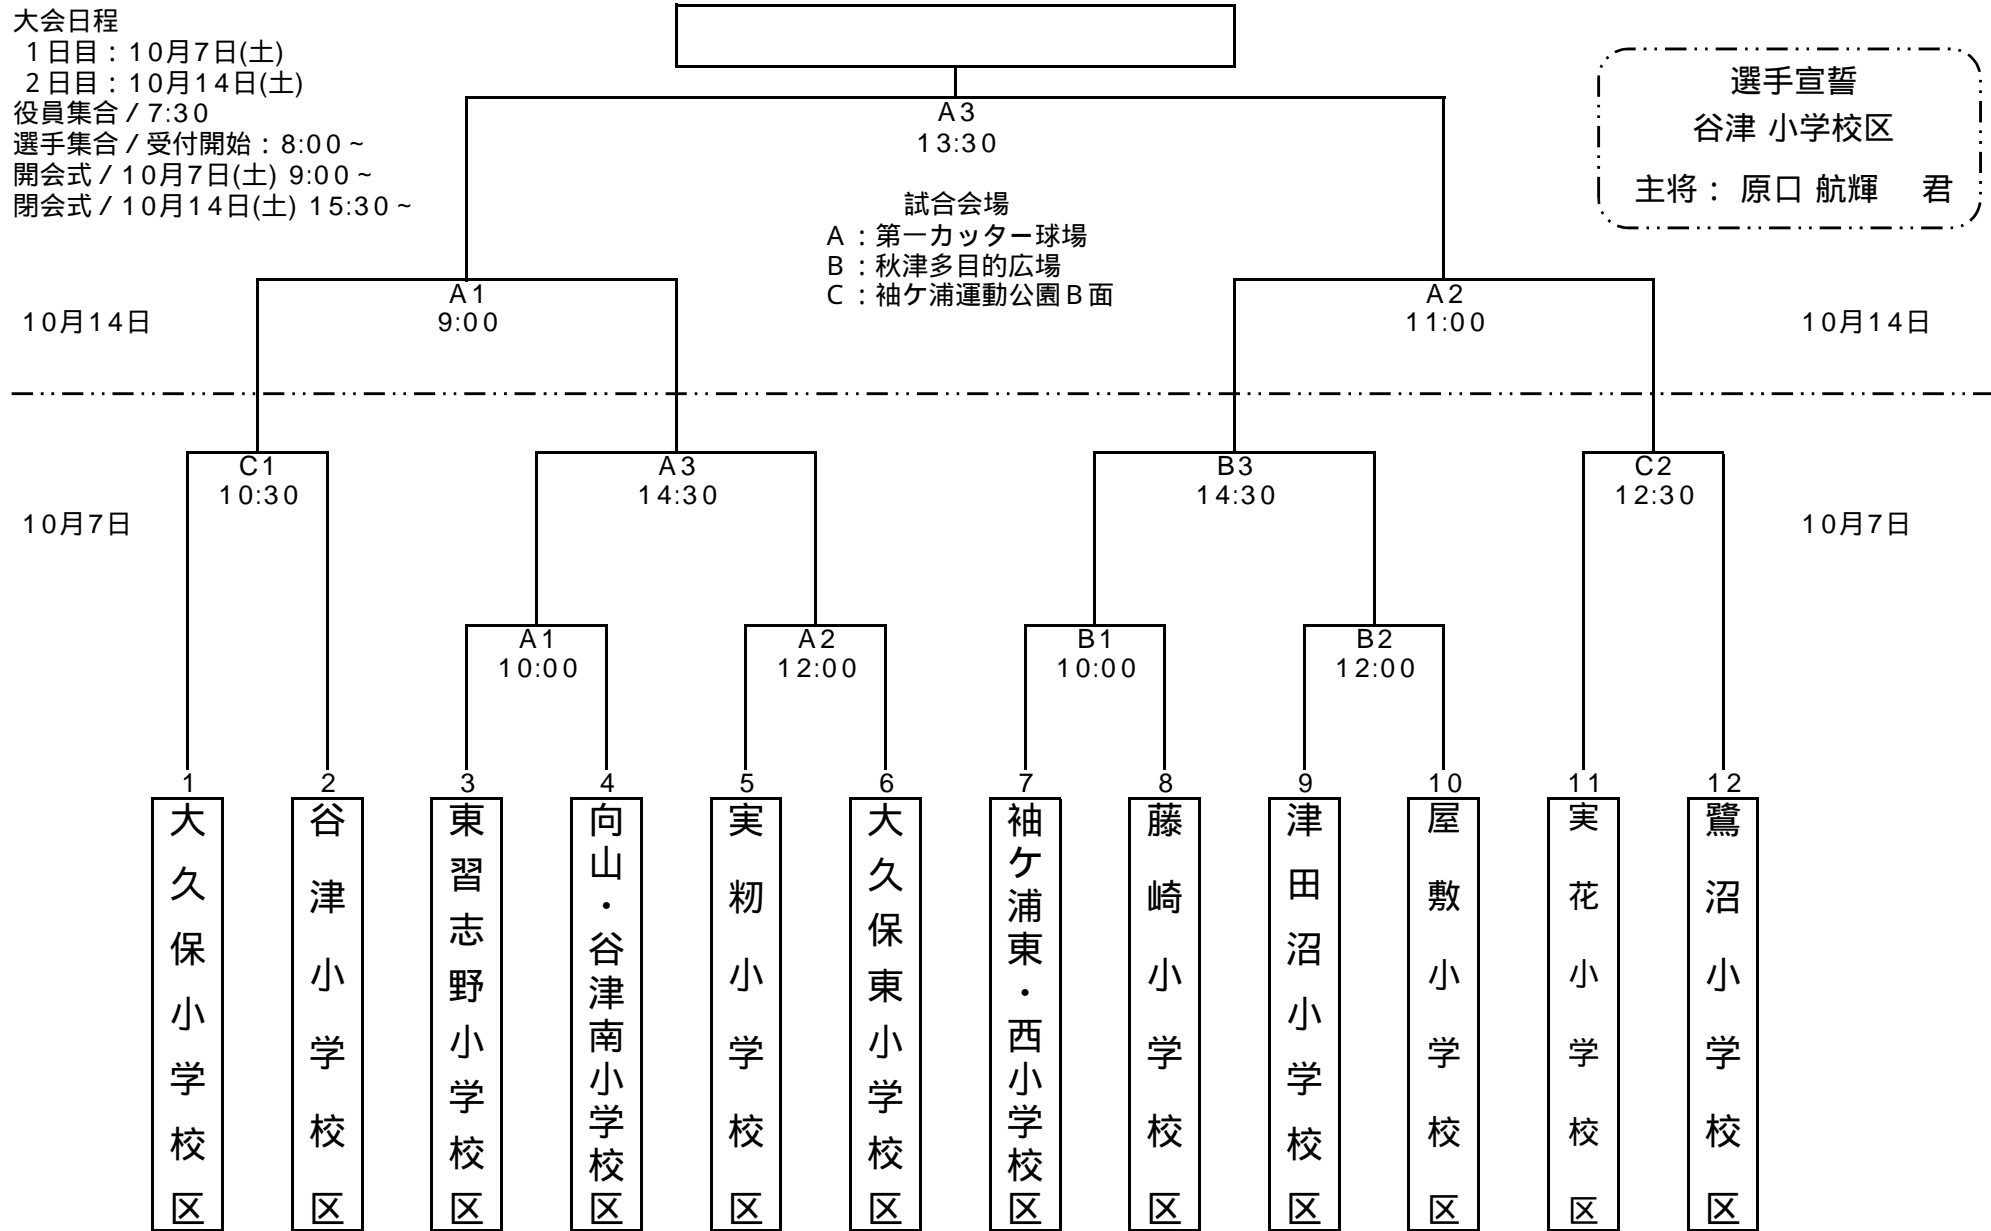 大会日程
1日目：10月7日(土)
2日目：10月14日(土)
役員集合 / 7:30
選手集合 / 受付開始：8:00～
開会式 / 10月7日(土) 9:00～
閉会式 / 10月14日(土) 15:30～
選手宣誓
谷津 小学校区
主将： 原口 航輝 君
A3
13:30
試合会場
A ：第一カッター球場
B ：秋津多目的広場
C ：袖ケ浦運動公園Ｂ面
10月14日
A1
9:00
A2
11:00
10月14日
10月7日
C1
10:30
A3
14:30
B3
14:30
C2
12:30
10月7日
A1
10:00
A2
12:00
B1
10:00
B2
12:00
1
大久保小学校区
2
谷津小学校区
3
東習志野小学校区
4
向山・谷津南小学校区
5
実籾小学校区
6
大久保東小学校区
7
袖ケ浦東・西小学校区
8
藤崎小学校区
9
津田沼小学校区
10
屋敷小学校区
11
実花小学校区
12
鷺沼小学校区